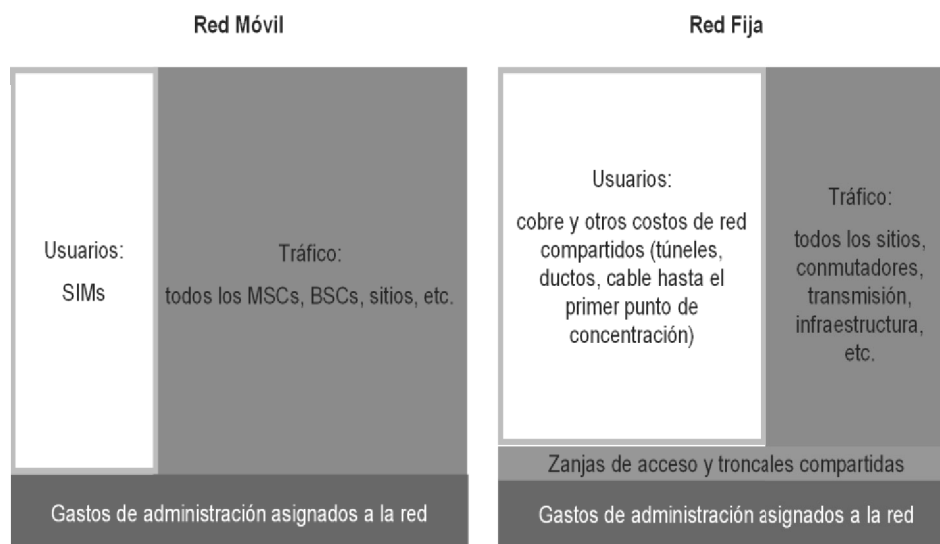 Red Móvil
Usuarios:
SIMs
Tráfico:
todos los MSCs, BSCs, sitios, etc.
Gastos de administración asignados a la red
Red Fija
Usuarios:
cobre y otros costos de red
compartidos (túneles,
ductos, cable hasta el
primer punto de
concentración)
Tráfico:
todos los sitios,
conmutadores,
transmisión,
infraestructura,
etc.
Zanjas de acceso y troncales compartidas
Gastos de administración asignados a la red